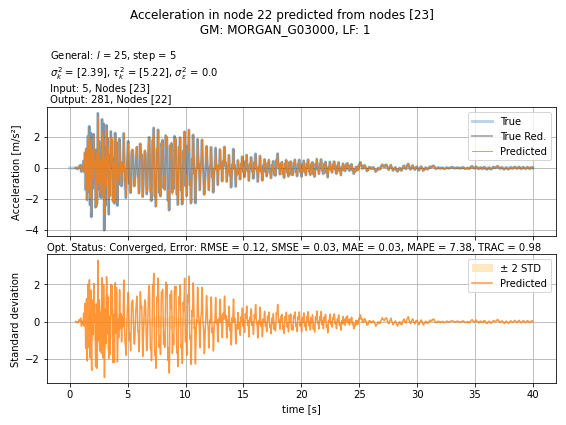 Acceleration in node 22 predicted from nodes [23]
GM: MORGAN_G03000, LF: 1
General: l = 25, step = 5
σ²ₖ = [2.39], τ²ₖ = [5.22], σ²ε = 0.0
Input: 5, Nodes [23]
Output: 281, Nodes [22]
Acceleration [m/s²]
2
0
−2
−4
True
True Red.
Predicted
Opt. Status: Converged, Error: RMSE = 0.12, SMSE = 0.03, MAE = 0.03, MAPE = 7.38, TRAC = 0.98
Standard deviation
2
0
−2
± 2 STD
Predicted
0 5 10 15 20 25 30 35 40
time [s]